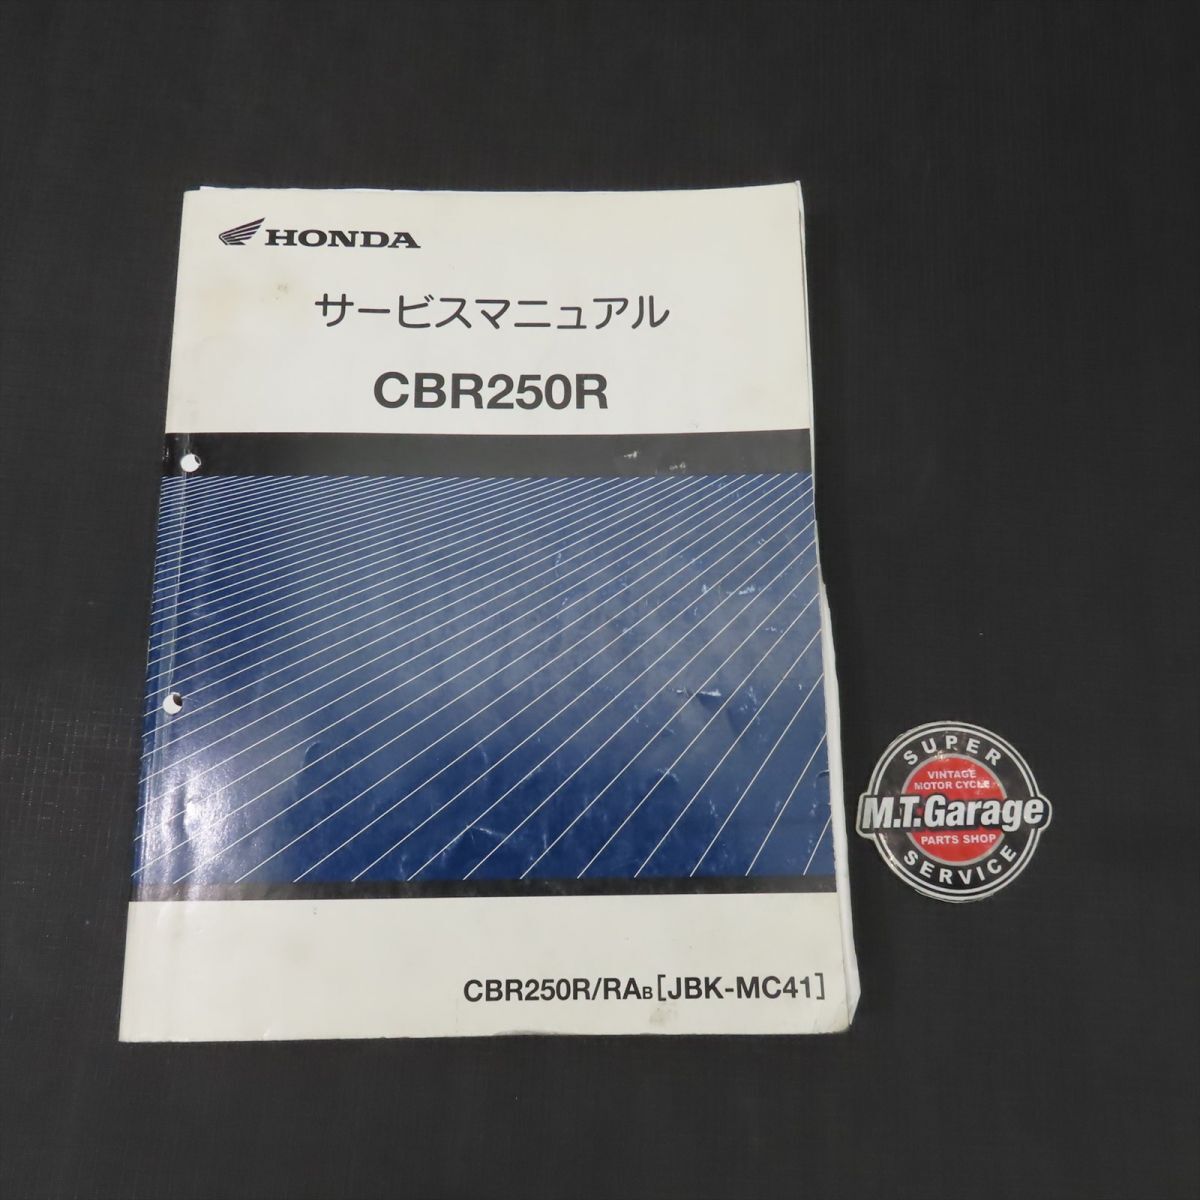 HONDA
サービスマニュアル
CBR250R
CBR250R/RAB[JBK-MC41]
SUPER
VINTAGE
MOTOR CYCLE
M.T.Garage
PARTS SHOP
SERVICE